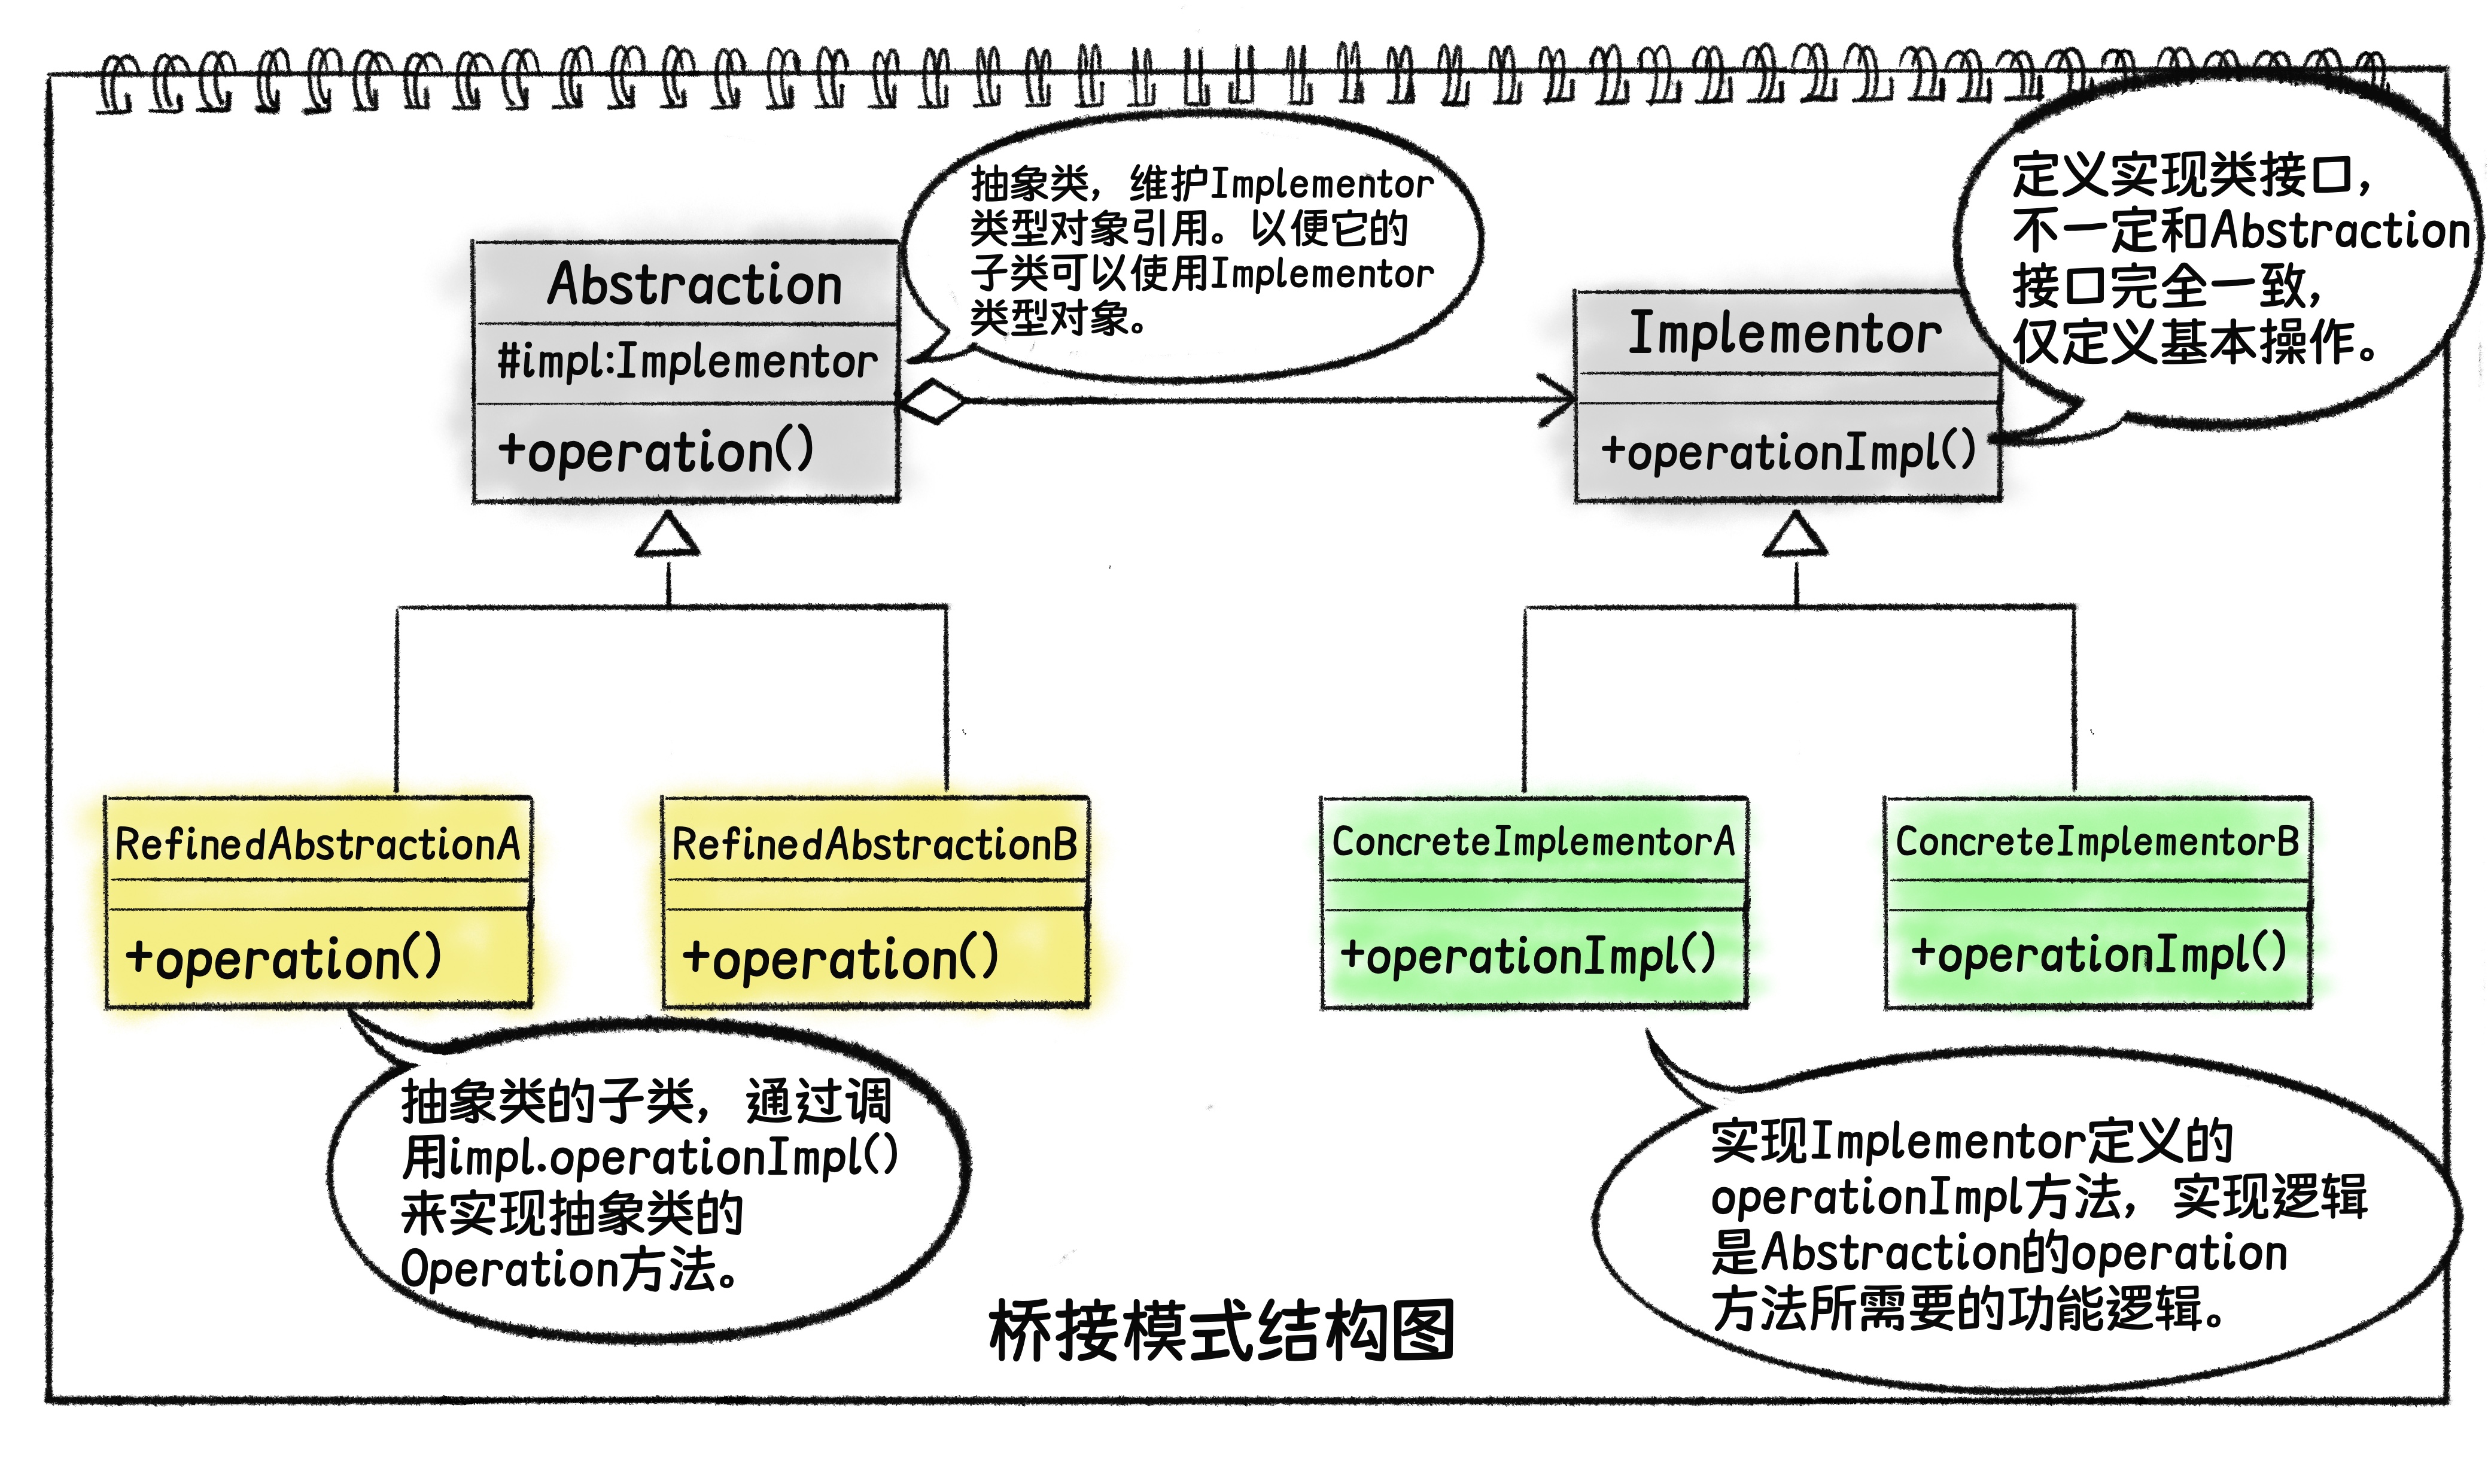 抽象类，维护Implementor
类型对象引用。以便它的
子类可以使用Implementor
类型对象。
定义实现类接口，
不一定和Abstraction
接口完全一致，
仅定义基本操作。
Abstraction
#impl:Implementor
+operation()
Implementor
+operationImpl()
RefinedAbstractionA
+operation()
RefinedAbstractionB
+operation()
ConcreteImplementorA
+operationImpl()
ConcreteImplementorB
+operationImpl()
抽象类的子类，通过调
用impl.operationImpl()
来实现抽象类的
Operation方法。
实现Implementor定义的
operationImpl方法，实现逻辑
是Abstraction的operation
方法所需要的功能逻辑。
桥接模式结构图